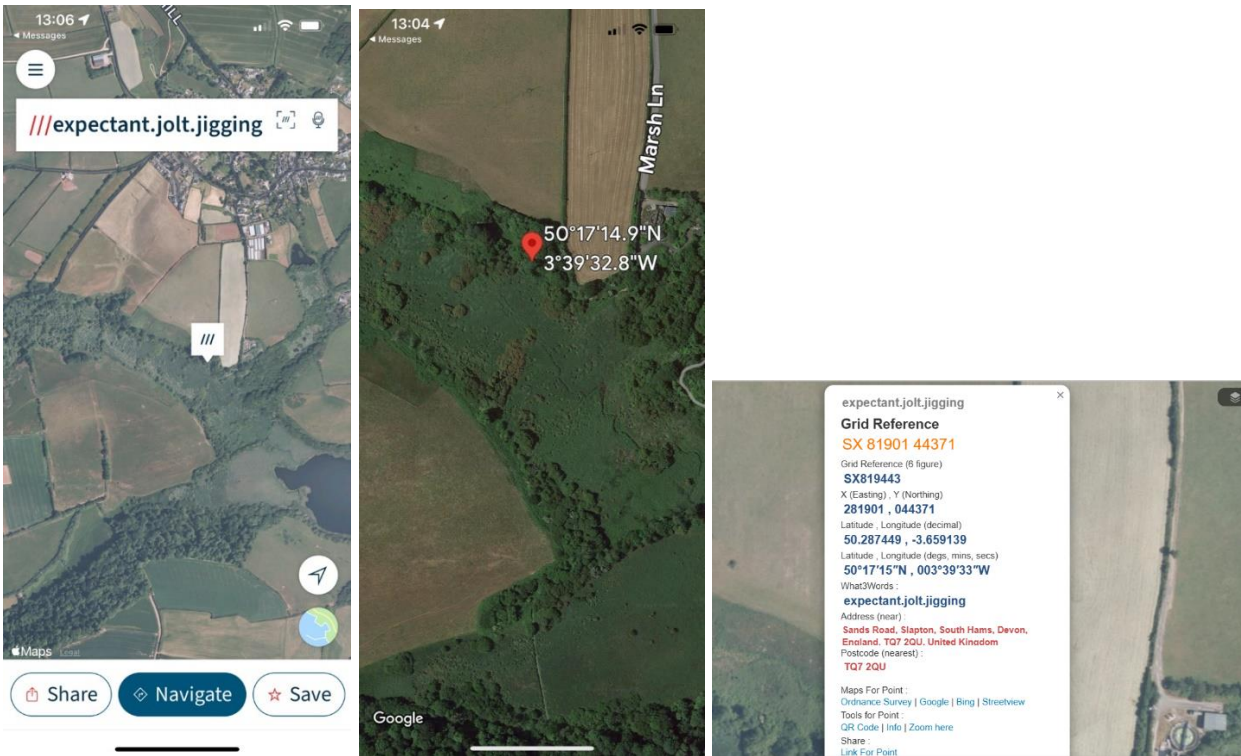 13:06
Messages
HILL
///expectant.jolt.jigging
///
Maps Legal
Share
Navigate
Save
13:04
Messages
Marsh Ln
50°17'14.9"N
3°39'32.8"W
Google
expectant.jolt.jigging
Grid Reference
SX 81901 44371
Grid Reference (6 figure)
SX819443
X (Easting) , Y (Northing)
281901 , 044371
Latitude , Longitude (decimal)
50.287449 , -3.659139
Latitude , Longitude (degs, mins, secs)
50°17'15"N , 003°39'33"W
What3Words :
expectant.jolt.jigging
Address (near) :
Sands Road, Slapton, South Hams, Devon,
England, TQ7 2QU, United Kingdom
Postcode (nearest) :
TQ7 2QU
Maps For Point :
Ordnance Survey | Google | Bing | Streetview
Tools for Point :
QR Code | Info | Zoom here
Share :
Link For Point